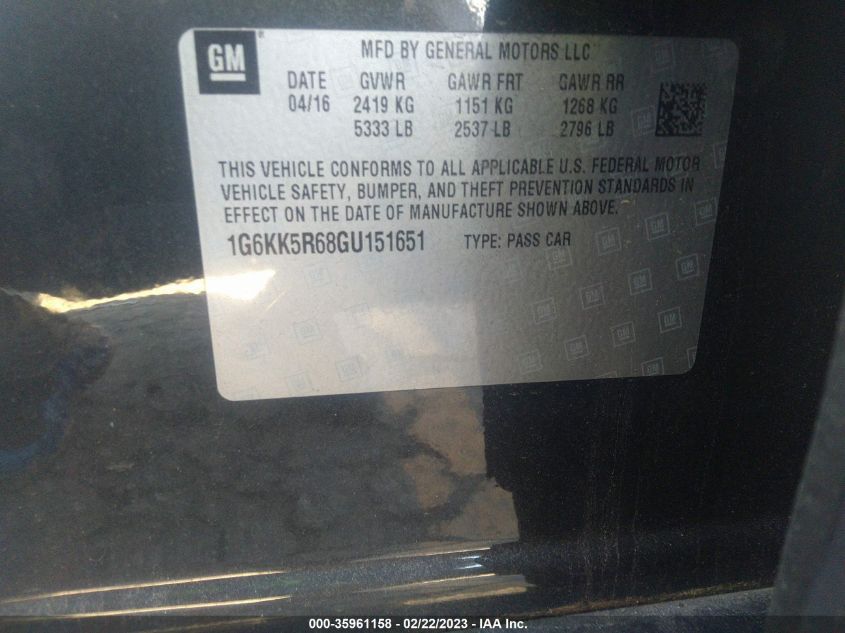 GM
MFD BY GENERAL MOTORS LLC
DATE GVWR GAWR FRT GAWR RR
04/16 2419 KG 1151 KG 1268 KG
5333 LB 2537 LB 2796 LB
THIS VEHICLE CONFORMS TO ALL APPLICABLE U.S. FEDERAL MOTOR
VEHICLE SAFETY, BUMPER, AND THEFT PREVENTION STANDARDS IN
EFFECT ON THE DATE OF MANUFACTURE SHOWN ABOVE.
1G6KK5R68GU151651 TYPE: PASS CAR
000-35961158 - 02/22/2023 - IAA Inc.